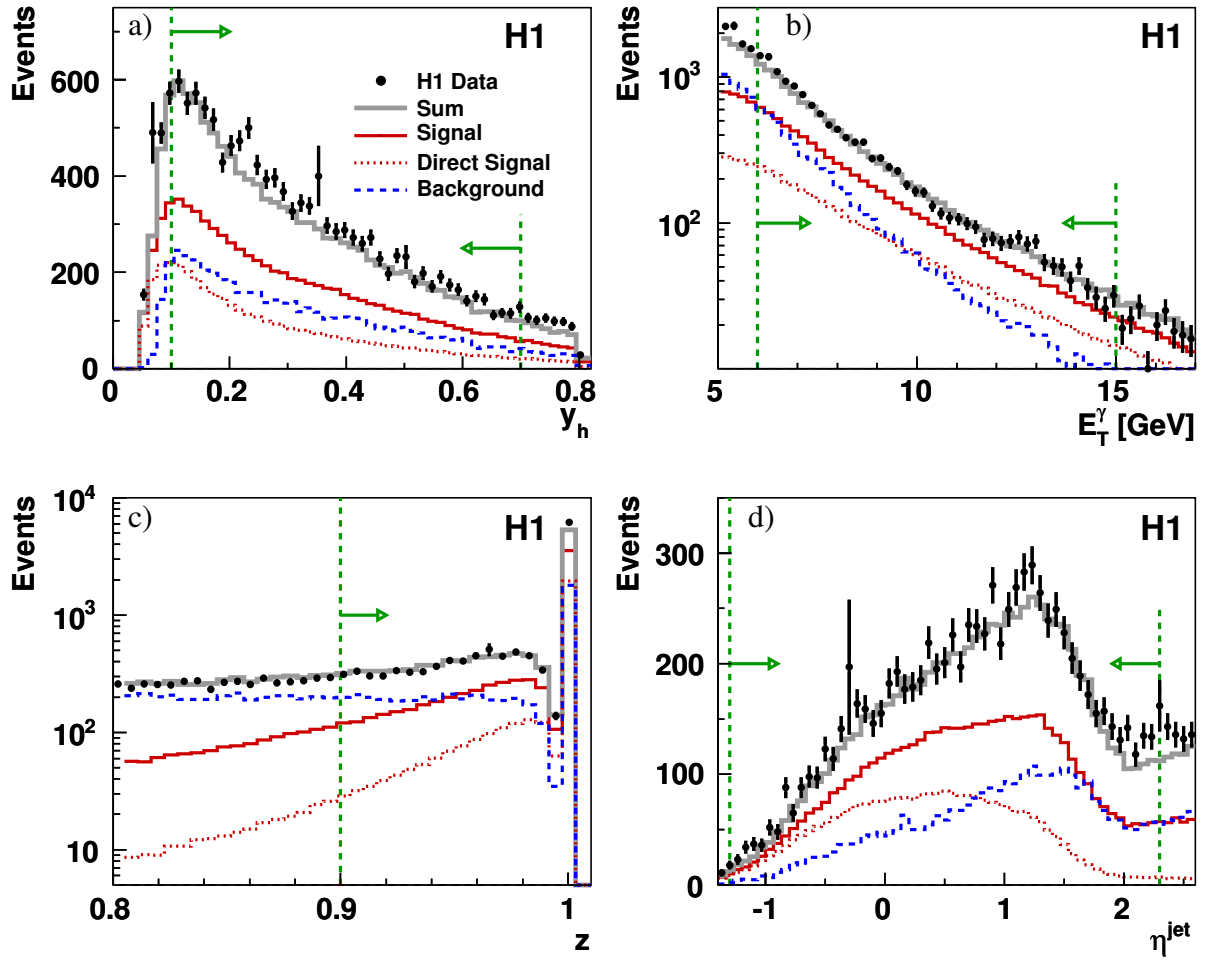 a)
H1
Events
600
400
200
0
0
0.2
0.4
0.6
0.8
y_h
H1 Data
Sum
Signal
Direct Signal
Background
b)
H1
Events
10^3
10^2
5
10
15
E_T^γ [GeV]
c)
H1
Events
10^4
10^3
10^2
10
0.8
0.9
1
z
d)
H1
Events
300
200
100
0
-1
0
1
2
η^jet